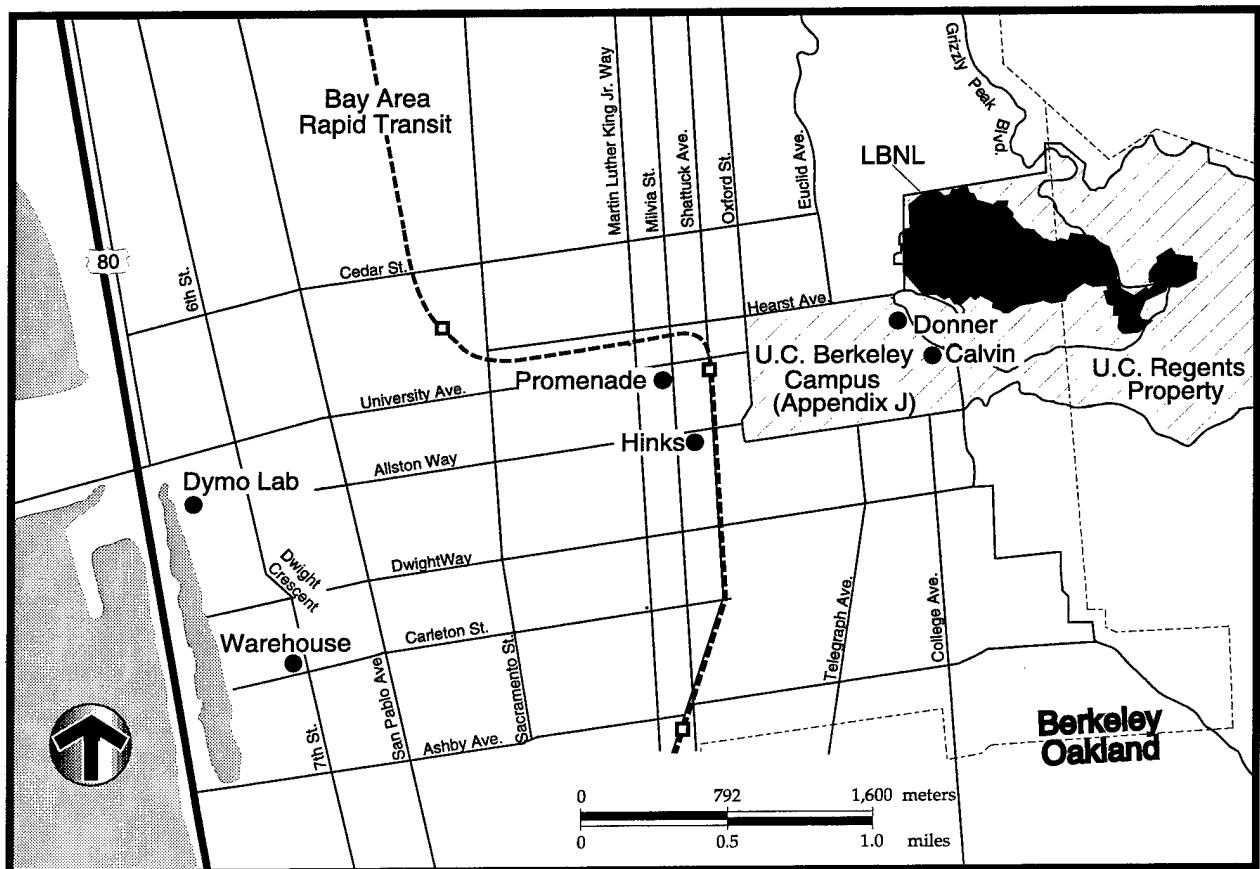 Bay Area
Rapid Transit
Martin Luther King Jr. Way
Milvia St.
Shattuck Ave.
Oxford St.
Euclid Ave.
Grizzly Peak Blvd.
LBNL
80
6th St.
Cedar St.
Hearst Ave.
Donner
U.C. Berkeley
Campus
(Appendix J)
Calvin
U.C. Regents
Property
Promenade
University Ave.
Hinks
Allston Way
Dymo Lab
Dwight
Crescent
DwightWay
Warehouse
Carleton St.
Sacramento St.
San Pablo Ave.
7th St.
Ashby Ave.
Telegraph Ave.
College Ave.
Berkeley
Oakland
0 792 1,600 meters
0 0.5 1.0 miles